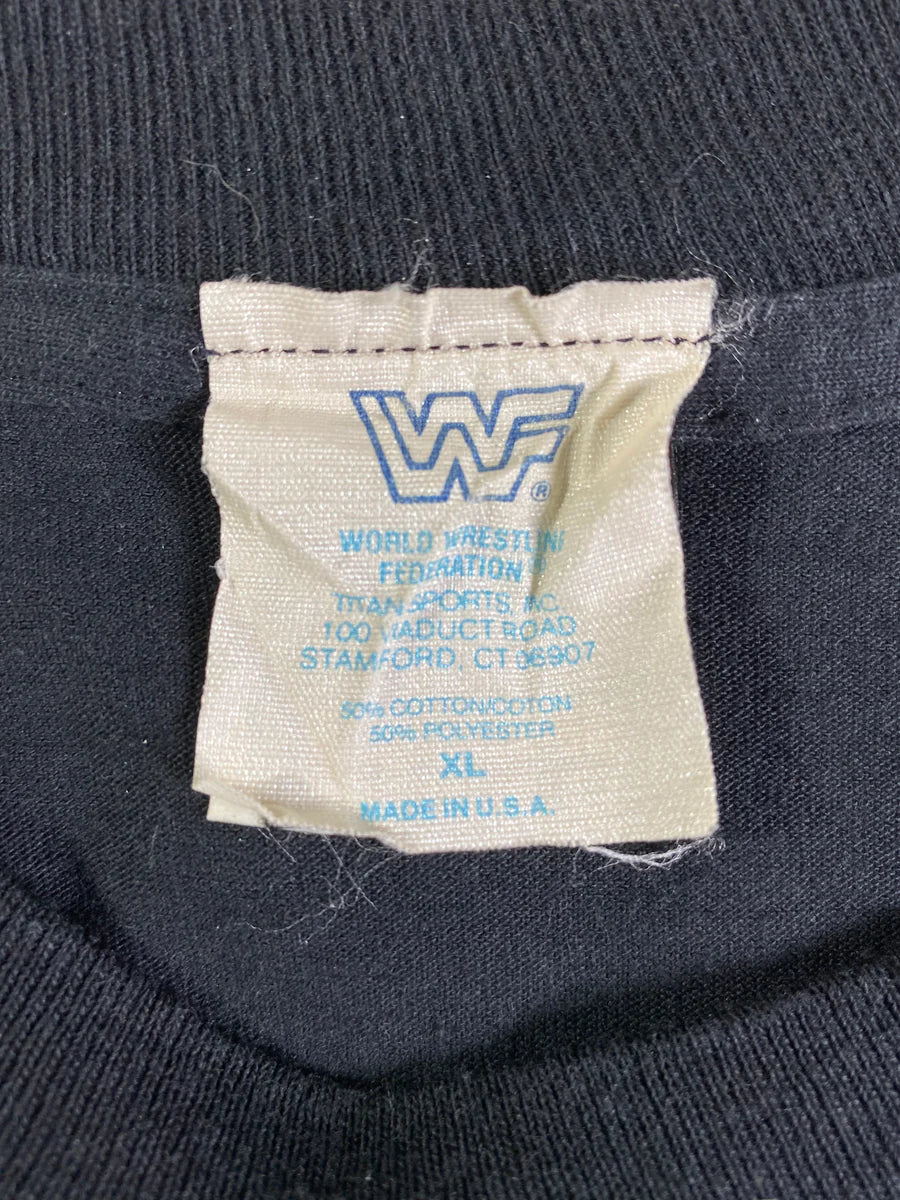 WF
®
WORLD WRESTLING
FEDERATION ®
TITAN SPORTS, INC.
100 VIADUCT ROAD
STAMFORD, CT 06907
50% COTTON/COTON
50% POLYESTER
XL
MADE IN U.S.A.